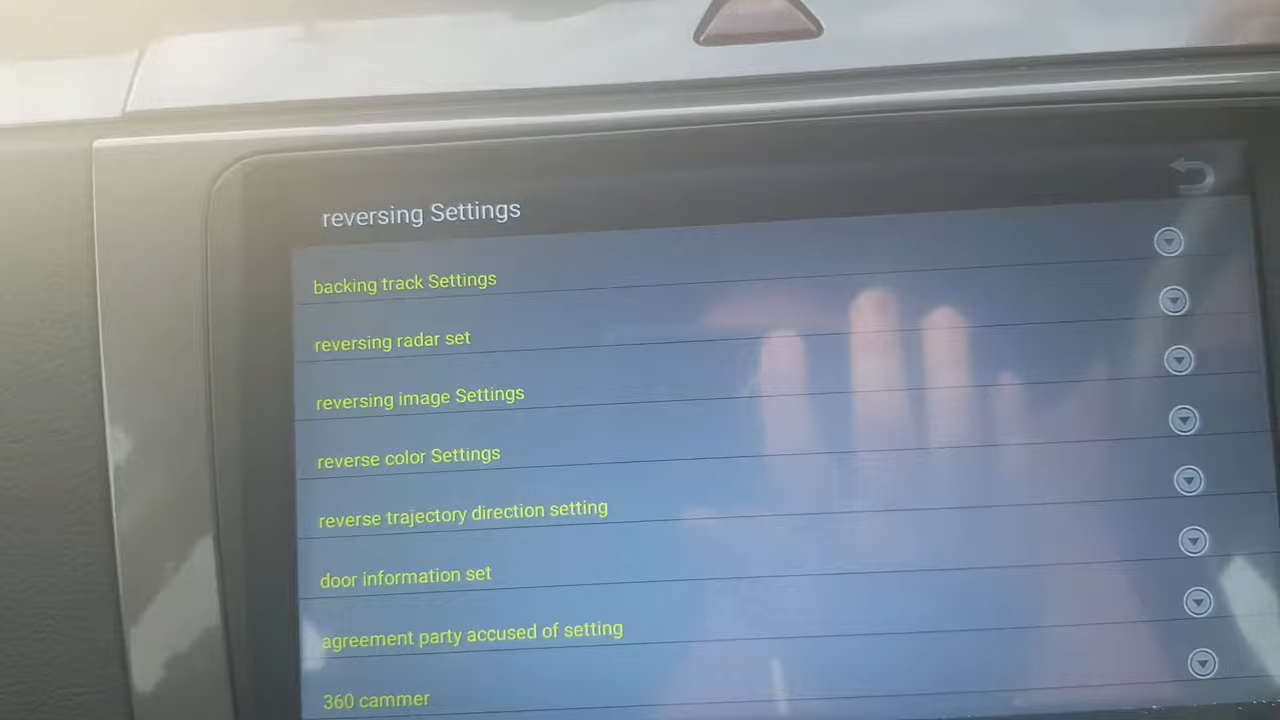 reversing Settings
backing track Settings
reversing radar set
reversing image Settings
reverse color Settings
reverse trajectory direction setting
door information set
agreement party accused of setting
360 cammer